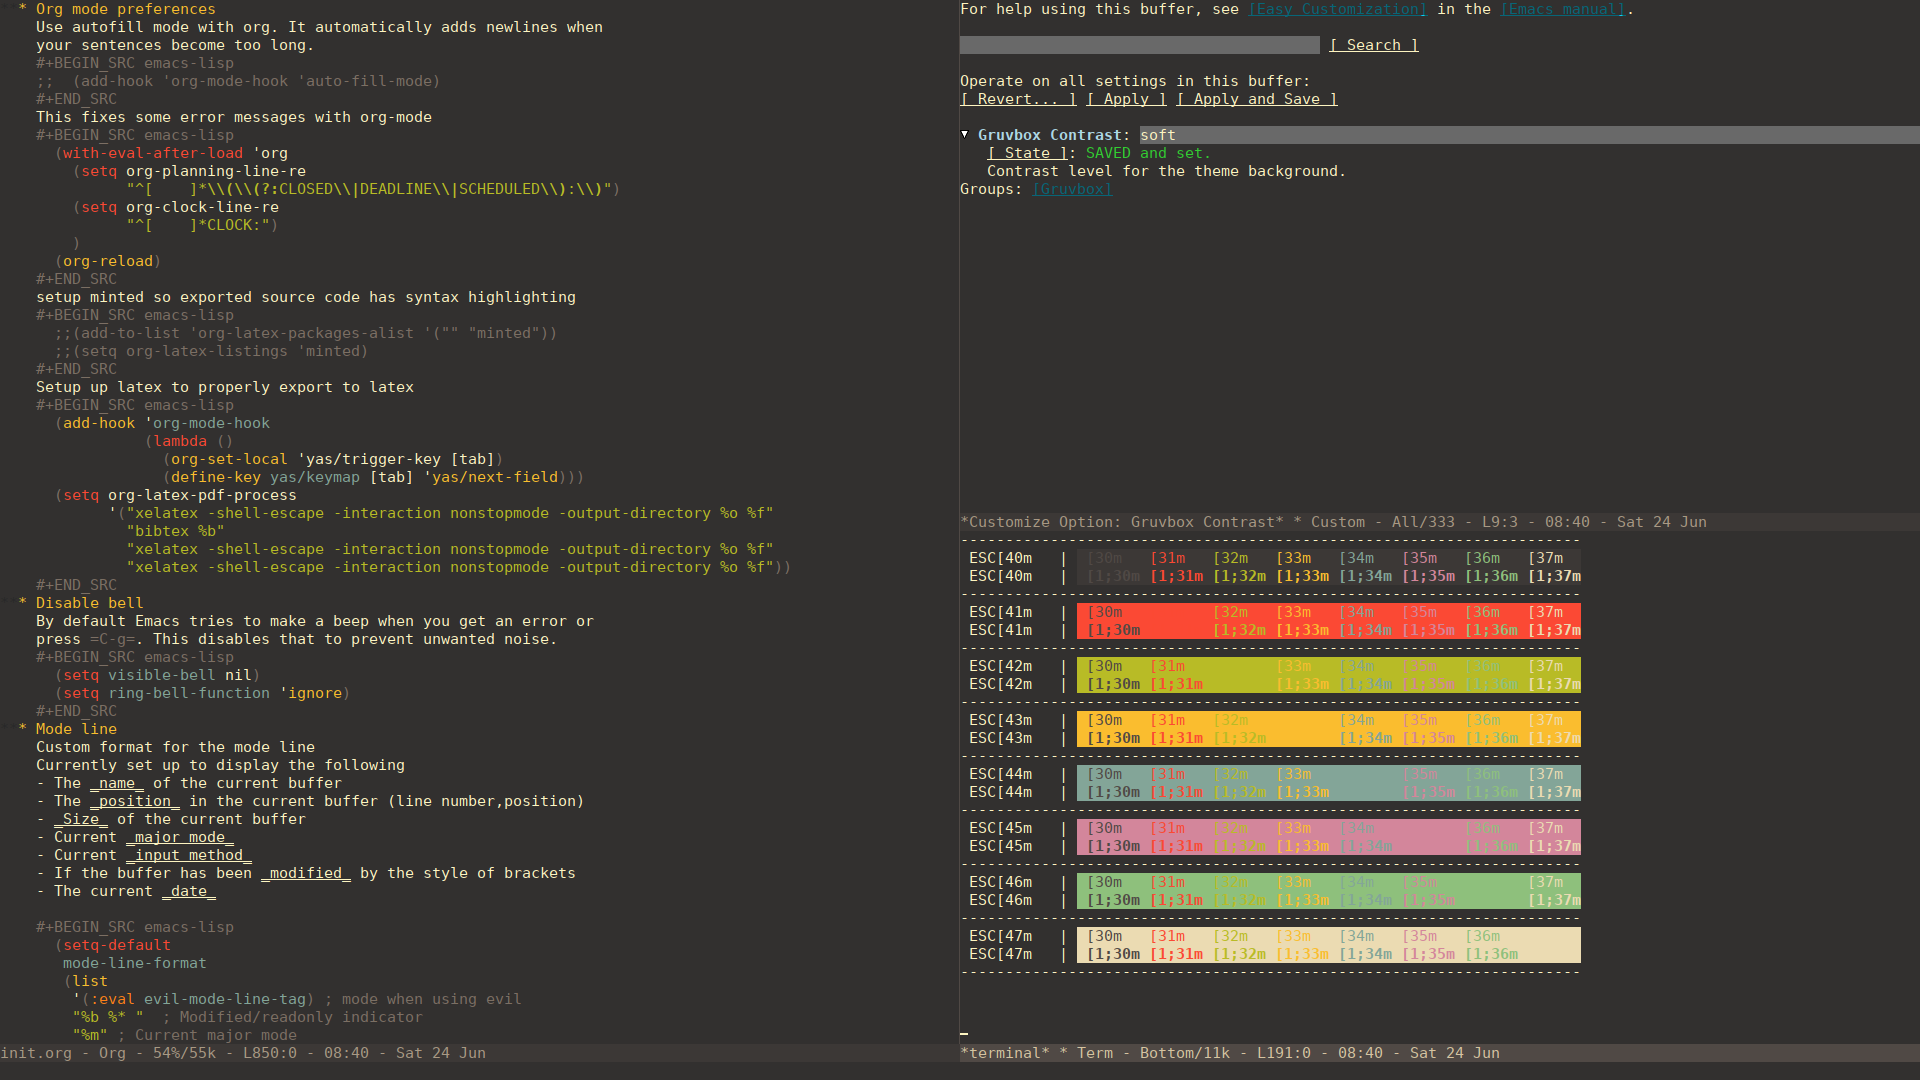 * Org mode preferences
Use autofill mode with org. It automatically adds newlines when
your sentences become too long.
#+BEGIN_SRC emacs-lisp
;;  (add-hook 'org-mode-hook 'auto-fill-mode)
#+END_SRC
This fixes some error messages with org-mode
#+BEGIN_SRC emacs-lisp
(with-eval-after-load 'org
(setq org-planning-line-re
"^[    ]*\\(\\(?:CLOSED\\|DEADLINE\\|SCHEDULED\\):\\)")
(setq org-clock-line-re
"^[    ]*CLOCK:")
)
(org-reload)
#+END_SRC
setup minted so exported source code has syntax highlighting
#+BEGIN_SRC emacs-lisp
;;(add-to-list 'org-latex-packages-alist '("" "minted"))
;;(setq org-latex-listings 'minted)
#+END_SRC
Setup up latex to properly export to latex
#+BEGIN_SRC emacs-lisp
(add-hook 'org-mode-hook
(lambda ()
(org-set-local 'yas/trigger-key [tab])
(define-key yas/keymap [tab] 'yas/next-field)))
(setq org-latex-pdf-process
'("xelatex -shell-escape -interaction nonstopmode -output-directory %o %f"
"bibtex %b"
"xelatex -shell-escape -interaction nonstopmode -output-directory %o %f"
"xelatex -shell-escape -interaction nonstopmode -output-directory %o %f"))
#+END_SRC
* Disable bell
By default Emacs tries to make a beep when you get an error or
press =C-g=. This disables that to prevent unwanted noise.
#+BEGIN_SRC emacs-lisp
(setq visible-bell nil)
(setq ring-bell-function 'ignore)
#+END_SRC
* Mode line
Custom format for the mode line
Currently set up to display the following
- The _name_ of the current buffer
- The _position_ in the current buffer (line number,position)
- _Size_ of the current buffer
- Current _major mode_
- Current _input method_
- If the buffer has been _modified_ by the style of brackets
- The current _date_
#+BEGIN_SRC emacs-lisp
(setq-default
mode-line-format
(list
'(:eval evil-mode-line-tag) ; mode when using evil
"%b %* "  ; Modified/readonly indicator
"%m" ; Current major mode
init.org - Org - 54%/55k - L850:0 - 08:40 - Sat 24 Jun
For help using this buffer, see [Easy Customization] in the [Emacs manual].
[ Search ]
Operate on all settings in this buffer:
[ Revert... ] [ Apply ] [ Apply and Save ]
▼ Gruvbox Contrast: soft
[ State ]: SAVED and set.
Contrast level for the theme background.
Groups: [Gruvbox]
*Customize Option: Gruvbox Contrast* * Custom - All/333 - L9:3 - 08:40 - Sat 24 Jun
---------------------------------------------------------------------
ESC[40m   |  [30m   [31m   [32m   [33m   [34m   [35m   [36m   [37m
ESC[40m   |  [1;30m [1;31m [1;32m [1;33m [1;34m [1;35m [1;36m [1;37m
---------------------------------------------------------------------
ESC[41m   |  [30m          [32m   [33m   [34m   [35m   [36m   [37m
ESC[41m   |  [1;30m        [1;32m [1;33m [1;34m [1;35m [1;36m [1;37m
---------------------------------------------------------------------
ESC[42m   |  [30m   [31m          [33m   [34m   [35m   [36m   [37m
ESC[42m   |  [1;30m [1;31m        [1;33m [1;34m [1;35m [1;36m [1;37m
---------------------------------------------------------------------
ESC[43m   |  [30m   [31m   [32m          [34m   [35m   [36m   [37m
ESC[43m   |  [1;30m [1;31m [1;32m        [1;34m [1;35m [1;36m [1;37m
---------------------------------------------------------------------
ESC[44m   |  [30m   [31m   [32m   [33m          [35m   [36m   [37m
ESC[44m   |  [1;30m [1;31m [1;32m [1;33m        [1;35m [1;36m [1;37m
---------------------------------------------------------------------
ESC[45m   |  [30m   [31m   [32m   [33m   [34m          [36m   [37m
ESC[45m   |  [1;30m [1;31m [1;32m [1;33m [1;34m        [1;36m [1;37m
---------------------------------------------------------------------
ESC[46m   |  [30m   [31m   [32m   [33m   [34m   [35m          [37m
ESC[46m   |  [1;30m [1;31m [1;32m [1;33m [1;34m [1;35m        [1;37m
---------------------------------------------------------------------
ESC[47m   |  [30m   [31m   [32m   [33m   [34m   [35m   [36m
ESC[47m   |  [1;30m [1;31m [1;32m [1;33m [1;34m [1;35m [1;36m
---------------------------------------------------------------------
*terminal* * Term - Bottom/11k - L191:0 - 08:40 - Sat 24 Jun